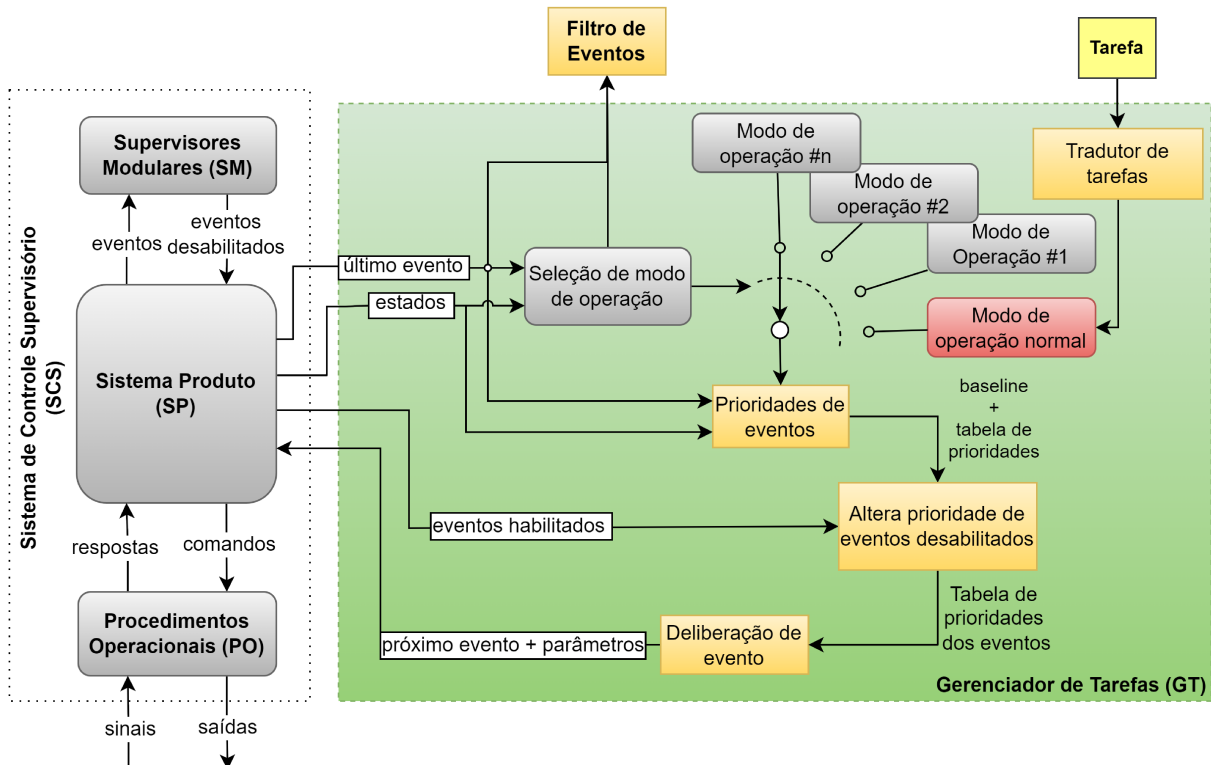 Filtro de
Eventos
Tarefa
Sistema de Controle Supervisório
(SCS)
Supervisores
Modulares (SM)
eventos
eventos
desabilitados
Sistema Produto
(SP)
respostas
comandos
Procedimentos
Operacionais (PO)
sinais
saídas
último evento
estados
Seleção de modo
de operação
Modo de
operação #n
Modo de
operação #2
Modo de
Operação #1
Modo de
operação normal
Tradutor de
tarefas
Prioridades de
eventos
baseline
+
tabela de
prioridades
eventos habilitados
Altera prioridade de
eventos desabilitados
Tabela de
prioridades
dos eventos
Deliberação de
evento
próximo evento + parâmetros
Gerenciador de Tarefas (GT)